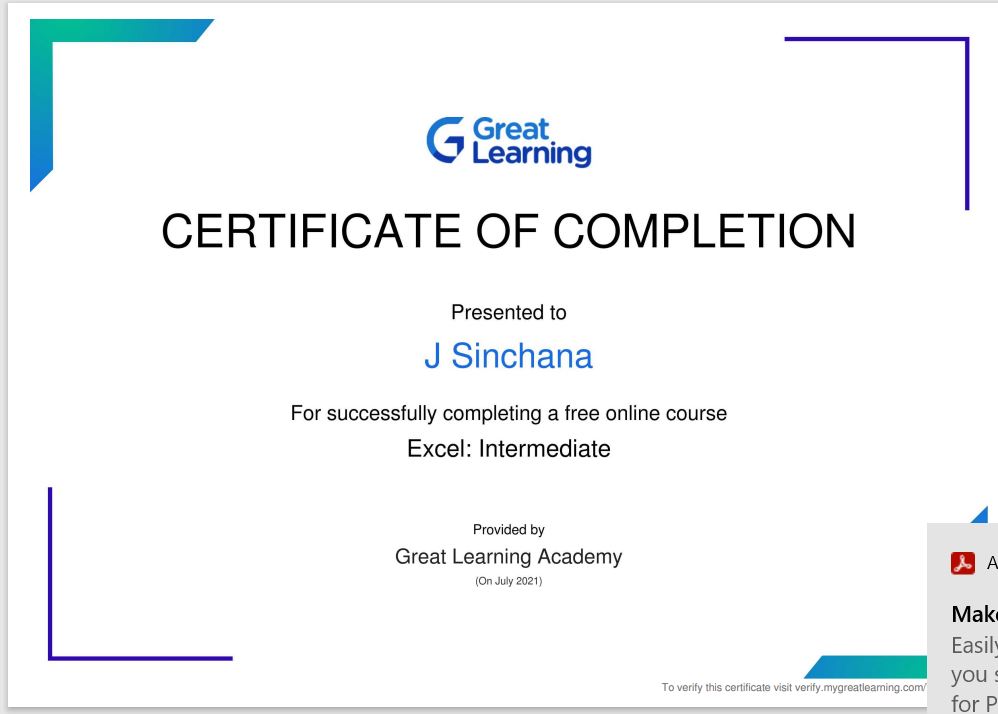 Great
Learning
CERTIFICATE OF COMPLETION
Presented to
J Sinchana
For successfully completing a free online course
Excel: Intermediate
Provided by
Great Learning Academy
(On July 2021)
To verify this certificate visit verify.mygreatlearning.com/
A
Mak
Easily
you s
for P